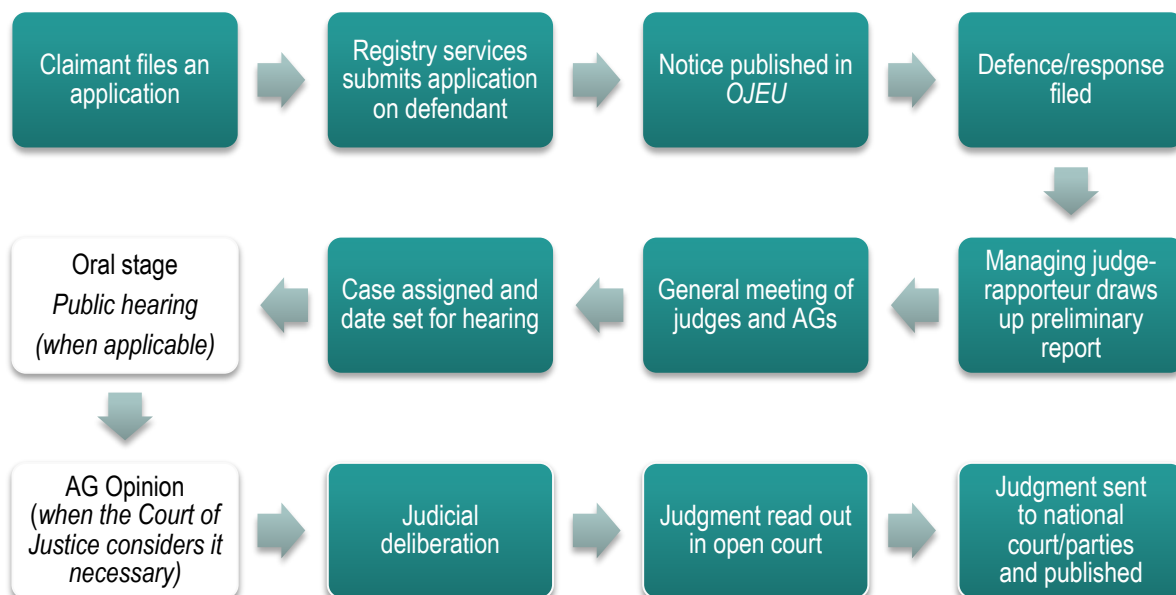 Claimant files an
application
Registry services
submits application
on defendant
Notice published in
OJEU
Defence/response
filed
Managing judge-
rapporteur draws
up preliminary
report
General meeting of
judges and AGs
Case assigned and
date set for hearing
Oral stage
Public hearing
(when applicable)
AG Opinion
(when the Court of
Justice considers it
necessary)
Judicial
deliberation
Judgment read out
in open court
Judgment sent
to national
court/parties
and published